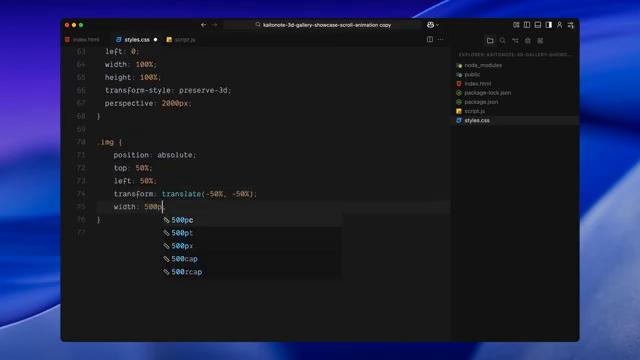 kaitonote-3d-gallery-showcase-scroll-animation copy
index.html
styles.css
script.js
63 left: 0;
64 width: 100%;
65 height: 100%;
66 transform-style: preserve-3d;
67 perspective: 2000px;
68 }
69
70 .img {
71 position: absolute;
72 top: 50%;
73 left: 50%;
74 transform: translate(-50%, -50%);
75 width: 500p;
76 }
77
500pc
500pt
500px
500cap
500rcap
EXPLORER: KAITONOTE-3D-GALLERY-SHOWC...
node_modules
public
index.html
package-lock.json
package.json
script.js
styles.css